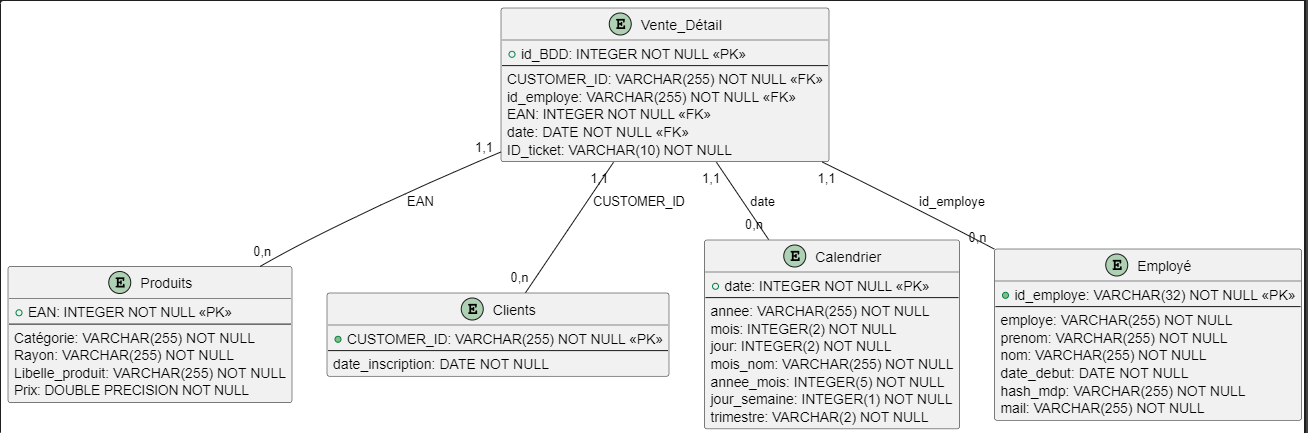 E Vente_Détail
id_BDD: INTEGER NOT NULL «PK»
CUSTOMER_ID: VARCHAR(255) NOT NULL «FK»
id_employe: VARCHAR(255) NOT NULL «FK»
EAN: INTEGER NOT NULL «FK»
date: DATE NOT NULL «FK»
ID_ticket: VARCHAR(10) NOT NULL
1,1
1,1
1,1
1,1
EAN
CUSTOMER_ID
date
id_employe
0,n
0,n
0,n
0,n
E Produits
EAN: INTEGER NOT NULL «PK»
Catégorie: VARCHAR(255) NOT NULL
Rayon: VARCHAR(255) NOT NULL
Libelle_produit: VARCHAR(255) NOT NULL
Prix: DOUBLE PRECISION NOT NULL
E Clients
CUSTOMER_ID: VARCHAR(255) NOT NULL «PK»
date_inscription: DATE NOT NULL
E Calendrier
date: INTEGER NOT NULL «PK»
annee: VARCHAR(255) NOT NULL
mois: INTEGER(2) NOT NULL
jour: INTEGER(2) NOT NULL
mois_nom: VARCHAR(255) NOT NULL
annee_mois: INTEGER(5) NOT NULL
jour_semaine: INTEGER(1) NOT NULL
trimestre: VARCHAR(2) NOT NULL
E Employé
id_employe: VARCHAR(32) NOT NULL «PK»
employe: VARCHAR(255) NOT NULL
prenom: VARCHAR(255) NOT NULL
nom: VARCHAR(255) NOT NULL
date_debut: DATE NOT NULL
hash_mdp: VARCHAR(255) NOT NULL
mail: VARCHAR(255) NOT NULL